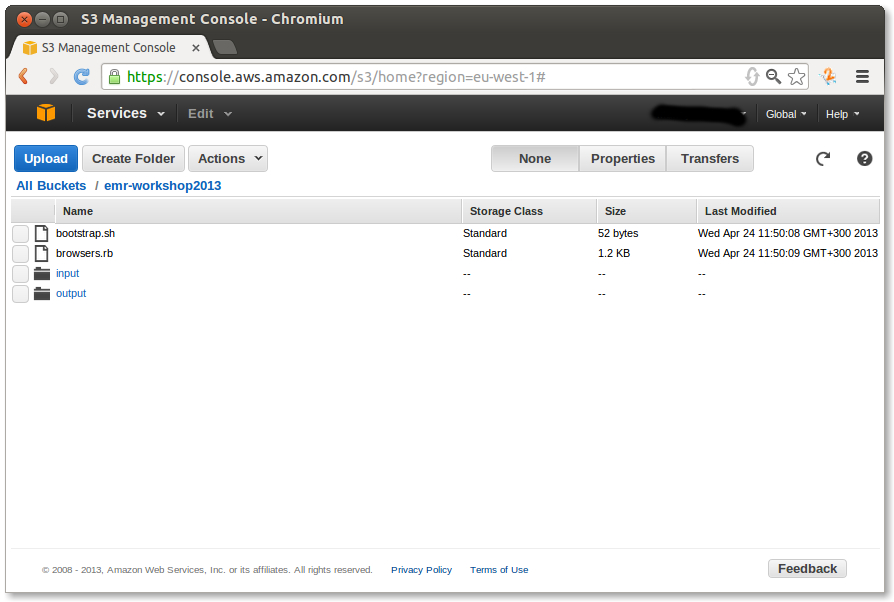 S3 Management Console - Chromium
S3 Management Console
https://console.aws.amazon.com/s3/home?region=eu-west-1#
Services Edit Global Help
Upload Create Folder Actions None Properties Transfers
All Buckets / emr-workshop2013
Name Storage Class Size Last Modified
bootstrap.sh Standard 52 bytes Wed Apr 24 11:50:08 GMT+300 2013
browsers.rb Standard 1.2 KB Wed Apr 24 11:50:09 GMT+300 2013
input -- -- --
output -- -- --
© 2008 - 2013, Amazon Web Services, Inc. or its affiliates. All rights reserved. Privacy Policy Terms of Use Feedback